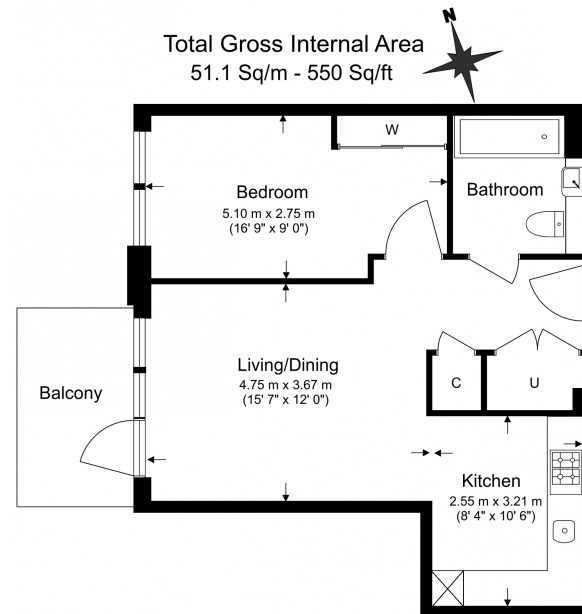 N
Total Gross Internal Area
51.1 Sq/m - 550 Sq/ft
W
Bedroom
5.10 m x 2.75 m
(16' 9" x 9' 0")
Bathroom
Living/Dining
4.75 m x 3.67 m
(15' 7" x 12' 0")
Balcony
C
U
Kitchen
2.55 m x 3.21 m
(8' 4" x 10' 6")